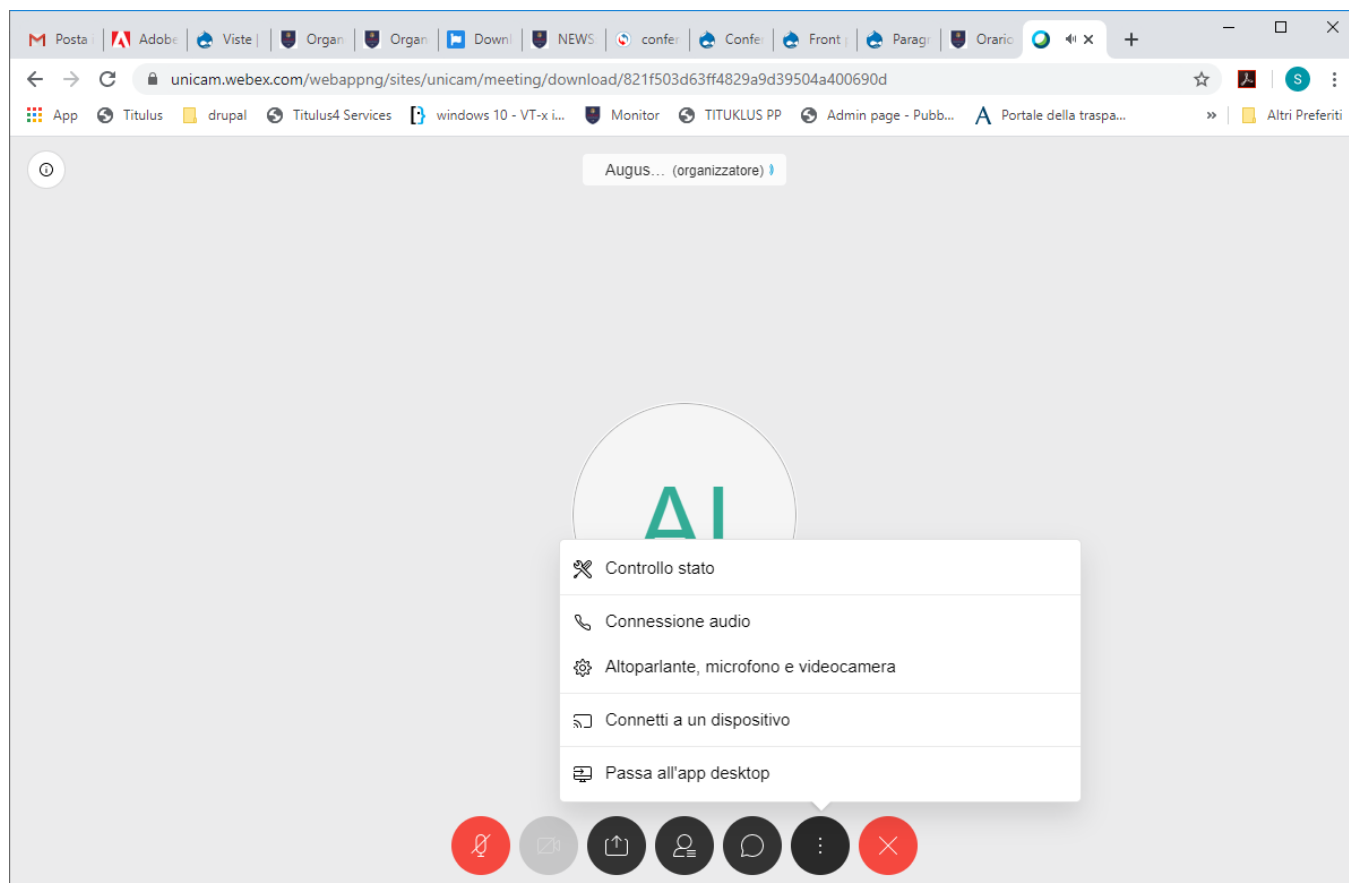 Posta
Adobe
Viste |
Organ
Organ
Downl
NEWS
confer
Confe
Front
Paragr
Orario
unicam.webex.com/webappng/sites/unicam/meeting/download/821f503d63ff4829a9d39504a400690d
S
App
Titulus
drupal
Titulus4 Services
windows 10 - VT-x i...
Monitor
TITUKLUS PP
Admin page - Pubb...
Portale della traspa...
»
Altri Preferiti
Augus... (organizzatore)
Controllo stato
Connessione audio
Altoparlante, microfono e videocamera
Connetti a un dispositivo
Passa all'app desktop